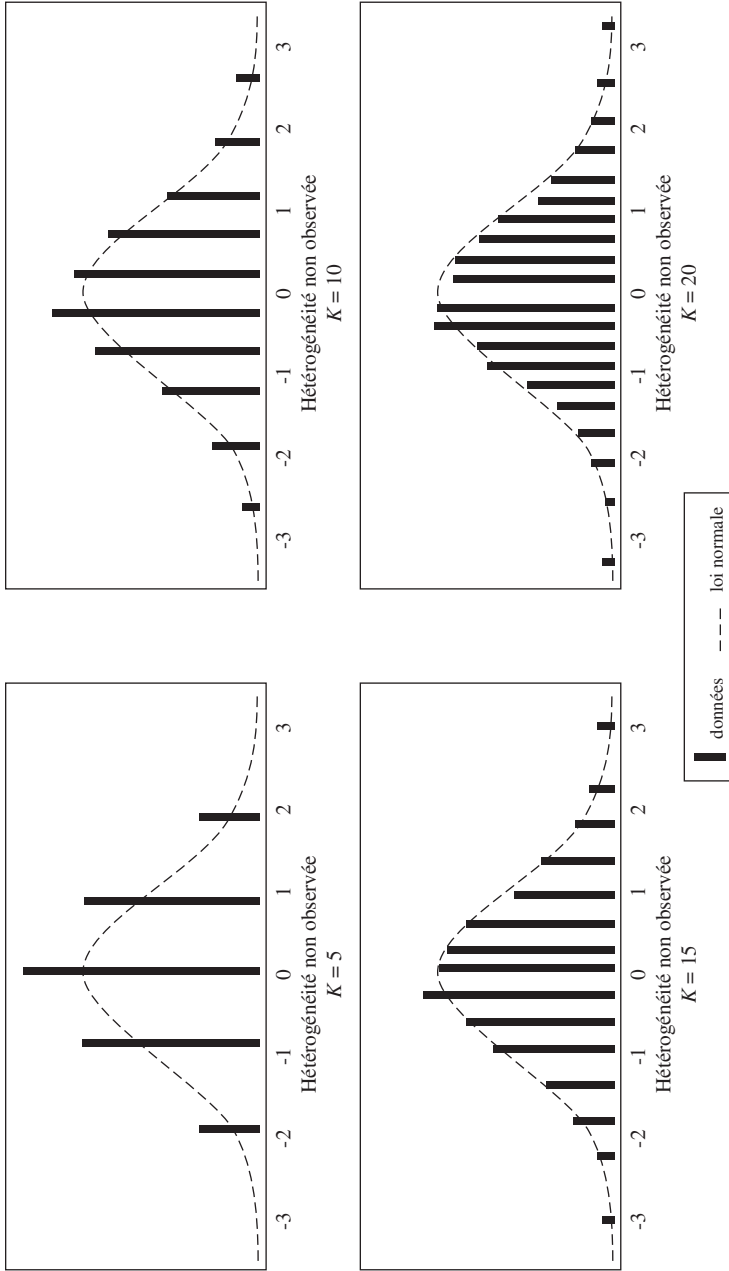 -3 -2 -1 0 1 2 3
Hétérogénéité non observée
K = 5
-3 -2 -1 0 1 2 3
Hétérogénéité non observée
K = 10
-3 -2 -1 0 1 2 3
Hétérogénéité non observée
K = 15
-3 -2 -1 0 1 2 3
Hétérogénéité non observée
K = 20
données loi normale